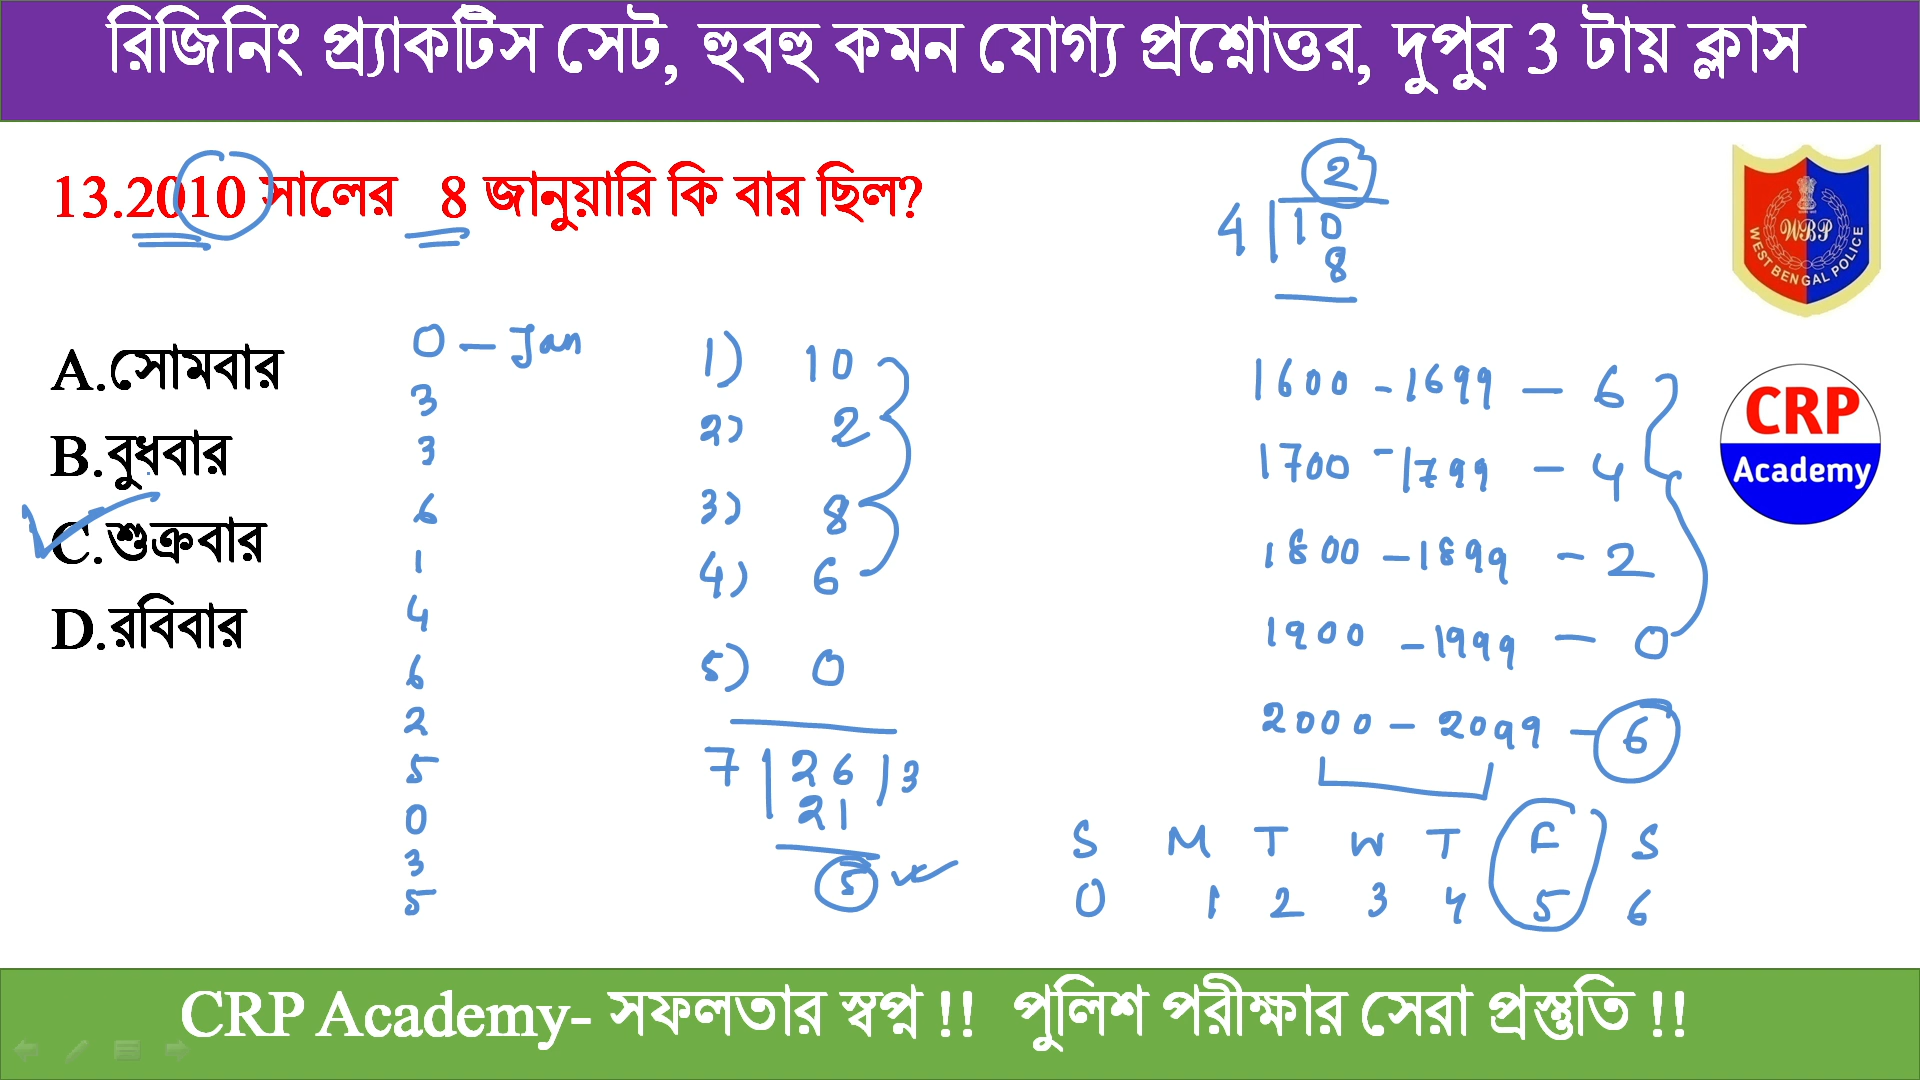 রিজিনিং প্র্যাকটিস সেট, হুবহু কমন যোগ্য প্রশ্নোত্তর, দুপুর 3 টায় ক্লাস
13.2010 সালের 8 জানুয়ারি কি বার ছিল?
A.সোমবার
B.বুধবার
C.শুক্রবার
D.রবিবার
0 - Jan
3
3
6
1
4
6
2
5
0
3
5
1) 10
2) 2
3) 8
4) 6
5) 0
7 | 26 | 3
21
5
2
4 | 10
8
1600 - 1699 - 6
1700 - 1799 - 4
1800 - 1899 - 2
1900 - 1999 - 0
2000 - 2099 - 6
S M T W T F S
0 1 2 3 4 5 6
WBP
WEST BENGAL POLICE
CRP
Academy
CRP Academy- সফলতার স্বপ্ন !! পুলিশ পরীক্ষার সেরা প্রস্তুতি !!